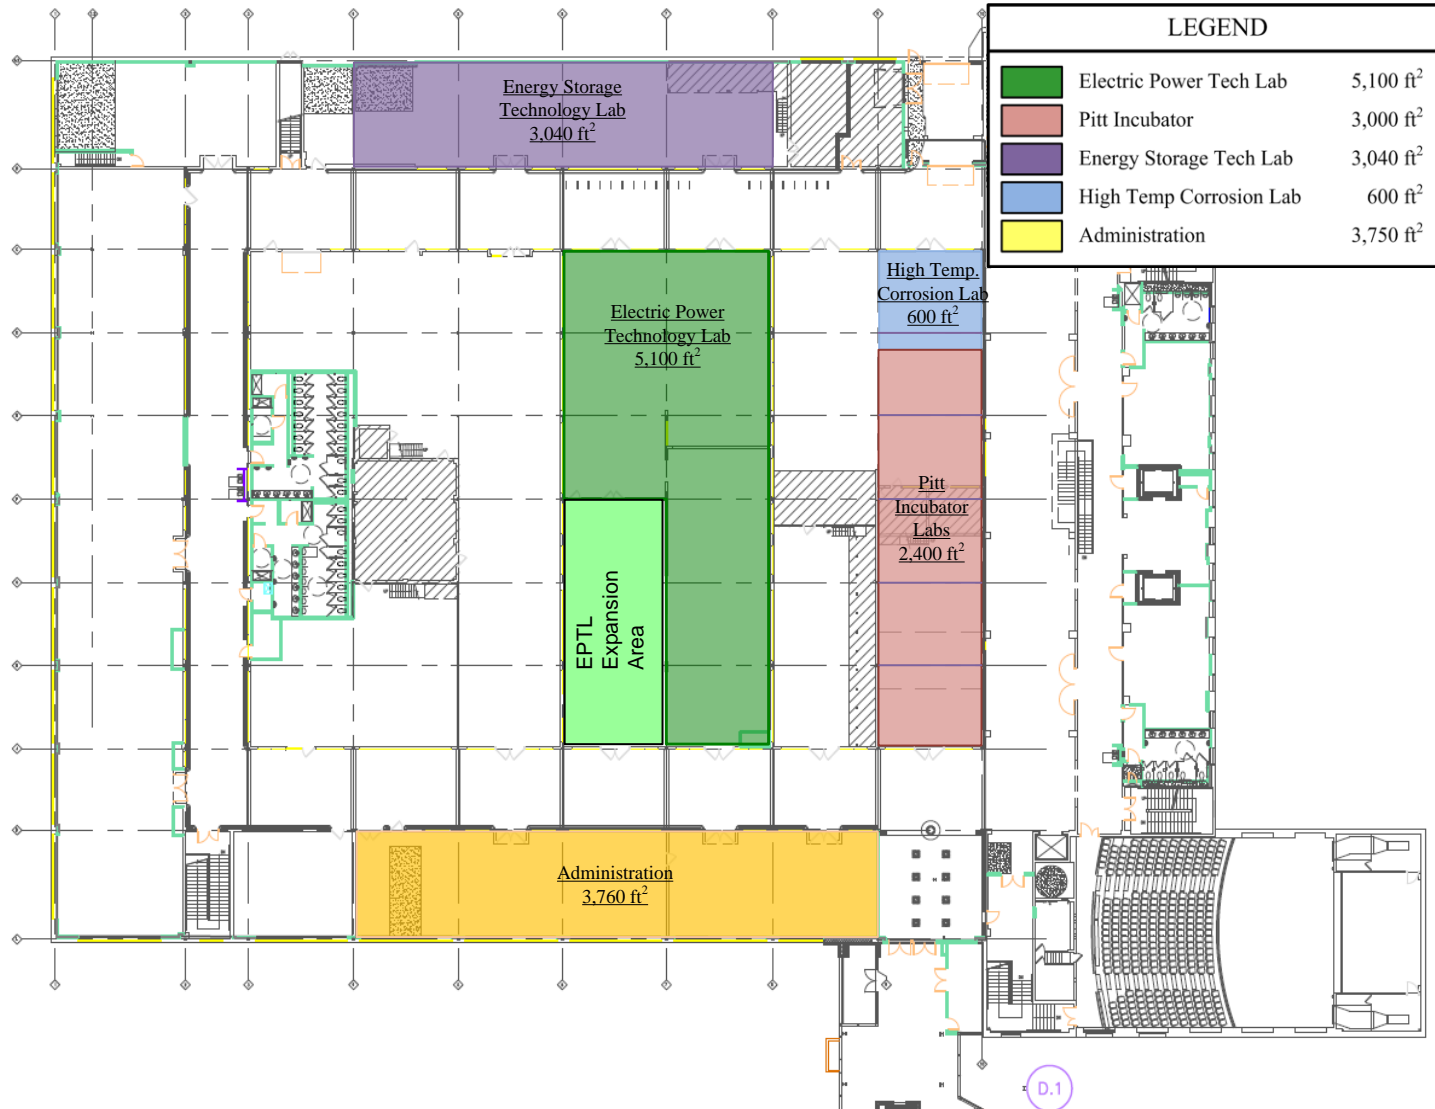 LEGEND
Electric Power Tech Lab 5,100 ft²
Pitt Incubator 3,000 ft²
Energy Storage Tech Lab 3,040 ft²
High Temp Corrosion Lab 600 ft²
Administration 3,750 ft²
Energy Storage
Technology Lab
3,040 ft²
High Temp.
Corrosion Lab
600 ft²
Electric Power
Technology Lab
5,100 ft²
Pitt
Incubator
Labs
2,400 ft²
EPTL
Expansion
Area
Administration
3,760 ft²
D.1